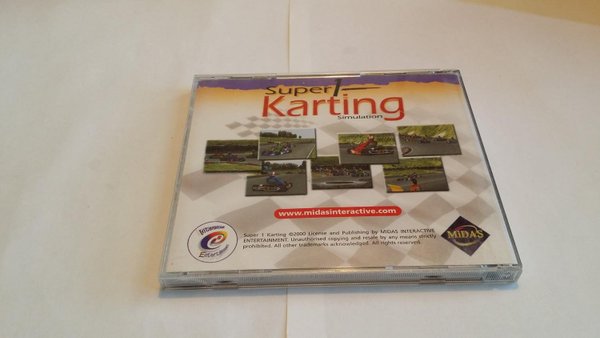 Super 1
Karting
Simulation
www.midasinteractive.com
Super 1 Karting ©2000 License and Publishing by MIDAS INTERACTIVE
ENTERTAINMENT. Unauthorised copying and resale by any means strictly
prohibited. All other trademarks acknowledged. All rights reserved.
MiDAS